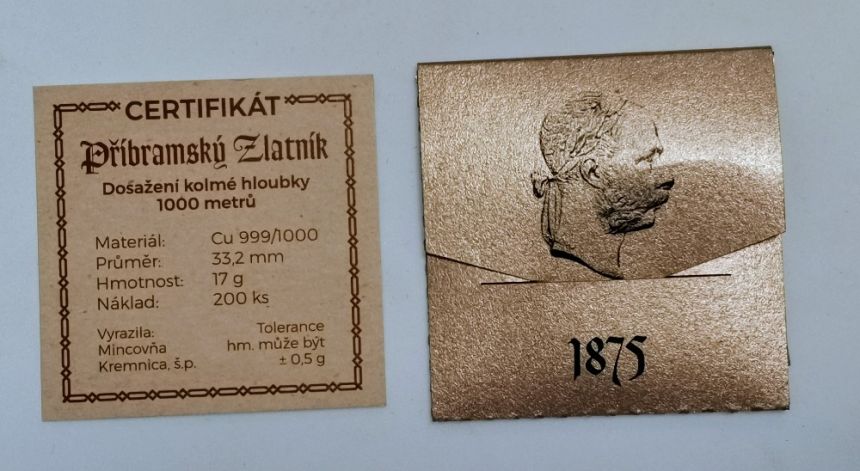 CERTIFIKÁT
Příbramský Zlatník
Dosažení kolmé hloubky
1000 metrů
Materiál: Cu 999/1000
Průměr: 33,2 mm
Hmotnost: 17 g
Náklad: 200 ks
Vyrazila:
Mincovňa
Kremnica, š.p.
Tolerance
hm. může být
± 0,5 g
1875